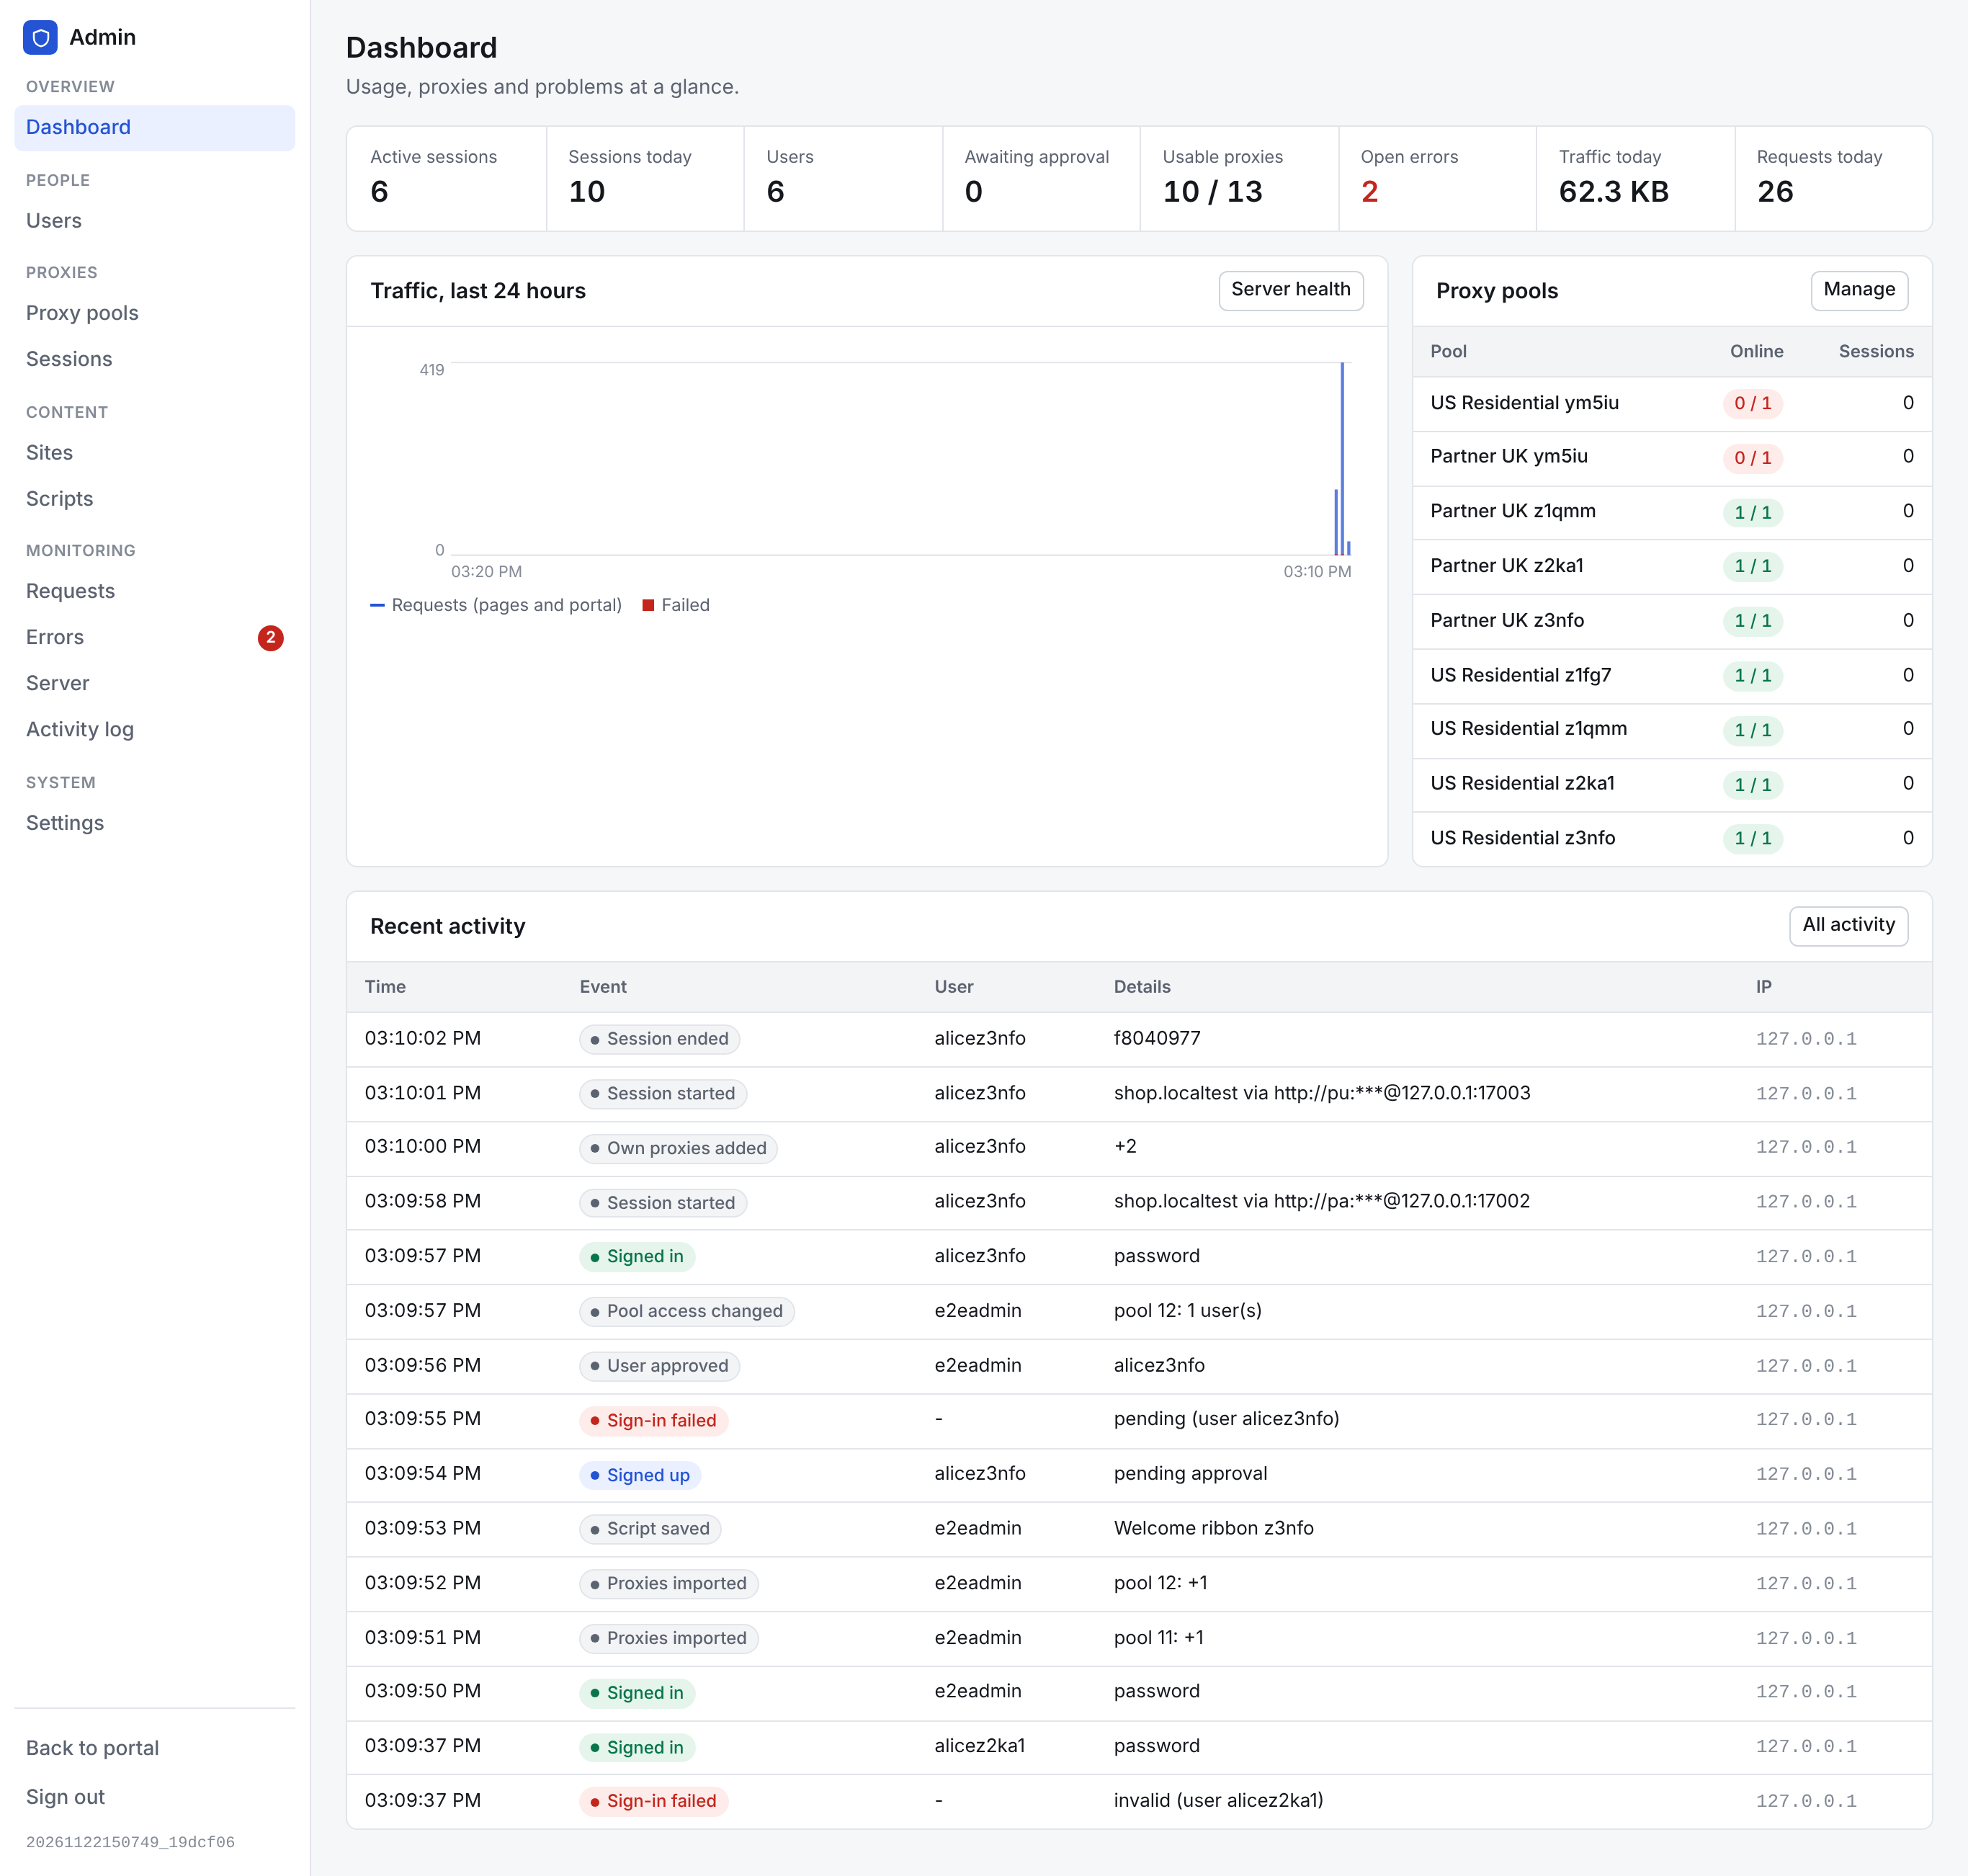 Admin
OVERVIEW
Dashboard
PEOPLE
Users
PROXIES
Proxy pools
Sessions
CONTENT
Sites
Scripts
MONITORING
Requests
Errors 2
Server
Activity log
SYSTEM
Settings
Back to portal
Sign out
20261122150749_19dcf06
Dashboard
Usage, proxies and problems at a glance.
Active sessions Sessions today Users Awaiting approval Usable proxies Open errors Traffic today Requests today
6 10 6 0 10 / 13 2 62.3 KB 26
Traffic, last 24 hours Server health
419
0
03:20 PM 03:10 PM
Requests (pages and portal) Failed
Proxy pools Manage
Pool Online Sessions
US Residential ym5iu 0 / 1 0
Partner UK ym5iu 0 / 1 0
Partner UK z1qmm 1 / 1 0
Partner UK z2ka1 1 / 1 0
Partner UK z3nfo 1 / 1 0
US Residential z1fg7 1 / 1 0
US Residential z1qmm 1 / 1 0
US Residential z2ka1 1 / 1 0
US Residential z3nfo 1 / 1 0
Recent activity All activity
Time Event User Details IP
03:10:02 PM Session ended alicez3nfo f8040977 127.0.0.1
03:10:01 PM Session started alicez3nfo shop.localtest via http://pu:***@127.0.0.1:17003 127.0.0.1
03:10:00 PM Own proxies added alicez3nfo +2 127.0.0.1
03:09:58 PM Session started alicez3nfo shop.localtest via http://pa:***@127.0.0.1:17002 127.0.0.1
03:09:57 PM Signed in alicez3nfo password 127.0.0.1
03:09:57 PM Pool access changed e2eadmin pool 12: 1 user(s) 127.0.0.1
03:09:56 PM User approved e2eadmin alicez3nfo 127.0.0.1
03:09:55 PM Sign-in failed - pending (user alicez3nfo) 127.0.0.1
03:09:54 PM Signed up alicez3nfo pending approval 127.0.0.1
03:09:53 PM Script saved e2eadmin Welcome ribbon z3nfo 127.0.0.1
03:09:52 PM Proxies imported e2eadmin pool 12: +1 127.0.0.1
03:09:51 PM Proxies imported e2eadmin pool 11: +1 127.0.0.1
03:09:50 PM Signed in e2eadmin password 127.0.0.1
03:09:37 PM Signed in alicez2ka1 password 127.0.0.1
03:09:37 PM Sign-in failed - invalid (user alicez2ka1) 127.0.0.1